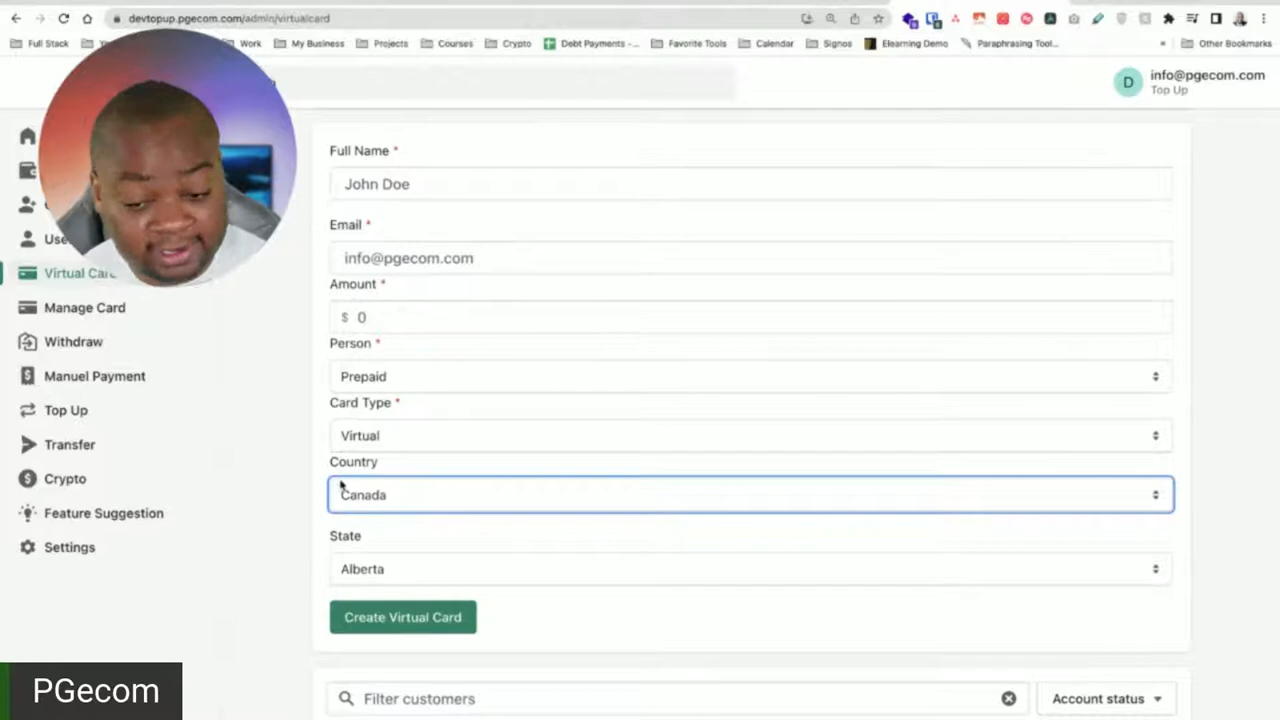 devtopup.pgecom.com/admin/virtualcard
Full Stack
Work
My Business
Projects
Courses
Crypto
Debt Payments -...
Favorite Tools
Calendar
Signos
Elearning Demo
Paraphrasing Tool...
»
Other Bookmarks
D
info@pgecom.com
Top Up
Virtual Car
Manage Card
Withdraw
Manuel Payment
Top Up
Transfer
Crypto
Feature Suggestion
Settings
Full Name *
John Doe
Email *
info@pgecom.com
Amount *
$ 0
Person *
Prepaid
Card Type *
Virtual
Country
Canada
State
Alberta
Create Virtual Card
Filter customers
Account status
PGecom